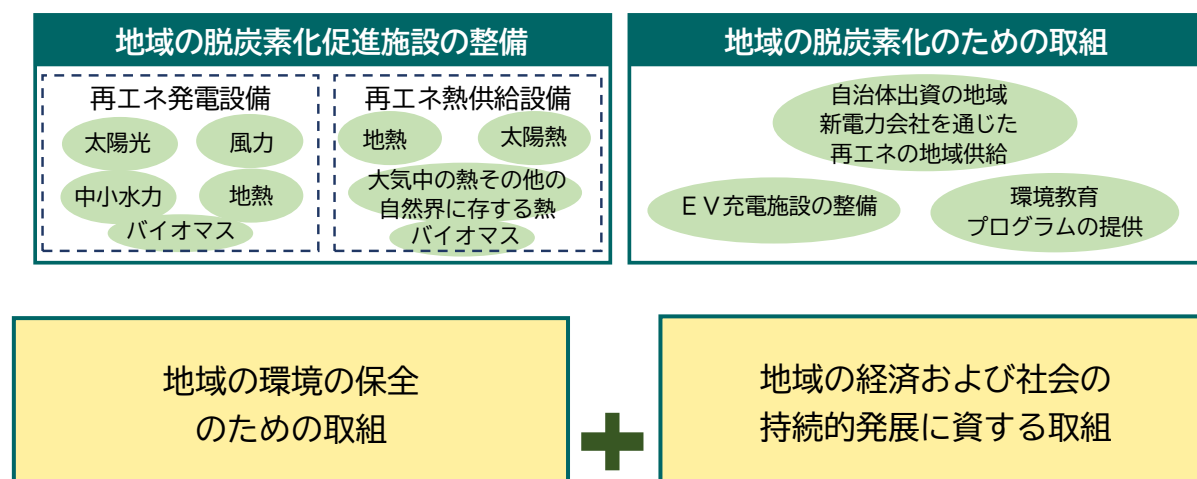 地域の脱炭素化促進施設の整備
再エネ発電設備
太陽光
風力
中小水力
地熱
バイオマス
再エネ熱供給設備
地熱
太陽熱
大気中の熱その他の
自然界に存する熱
バイオマス
地域の脱炭素化のための取組
自治体出資の地域
新電力会社を通じた
再エネの地域供給
ＥＶ充電施設の整備
環境教育
プログラムの提供
地域の環境の保全
のための取組
地域の経済および社会の
持続的発展に資する取組